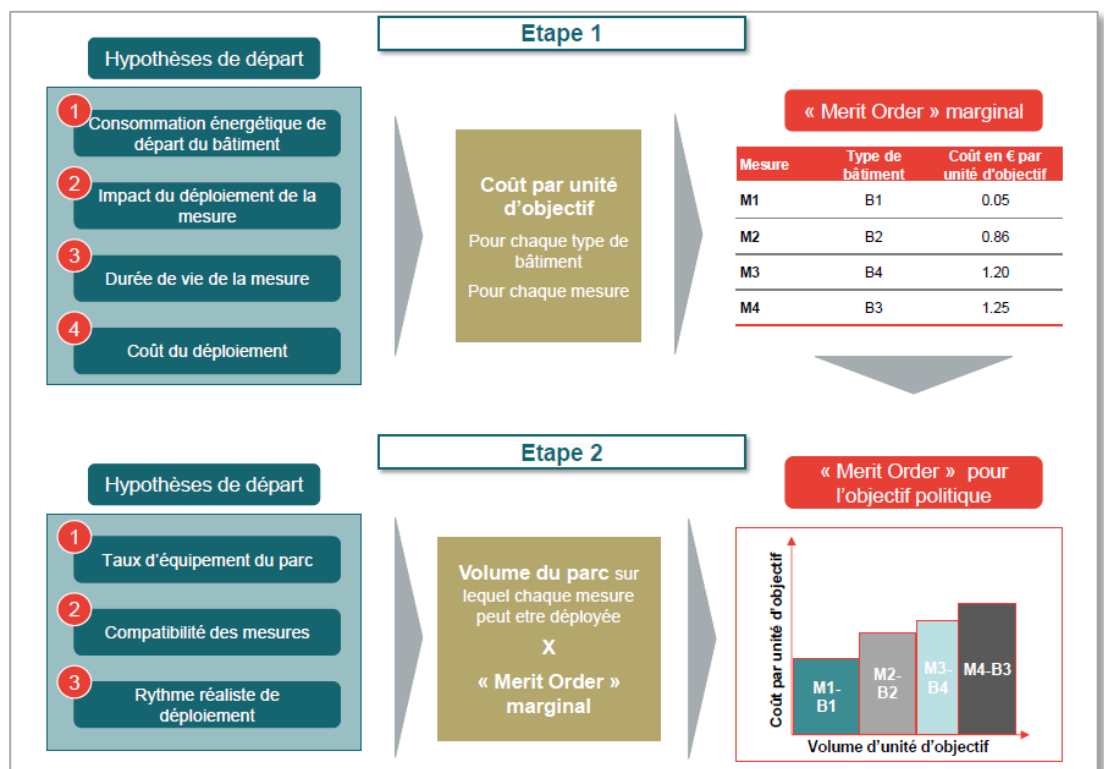 Etape 1
Hypothèses de départ
1
Consommation énergétique de
départ du bâtiment
2
Impact du déploiement de la
mesure
3
Durée de vie de la mesure
4
Coût du déploiement
Coût par unité
d'objectif
Pour chaque type de
bâtiment
Pour chaque mesure
« Merit Order » marginal
Mesure Type de bâtiment Coût en € par unité d'objectif
M1 B1 0.05
M2 B2 0.86
M3 B4 1.20
M4 B3 1.25
Etape 2
Hypothèses de départ
1
Taux d'équipement du parc
2
Compatibilité des mesures
3
Rythme réaliste de
déploiement
Volume du parc sur
lequel chaque mesure
peut etre déployée
X
« Merit Order »
marginal
« Merit Order » pour
l'objectif politique
Coût par unité d'objectif
M1-
B1
M2-
B2
M3-
B4
M4-B3
Volume d'unité d'objectif